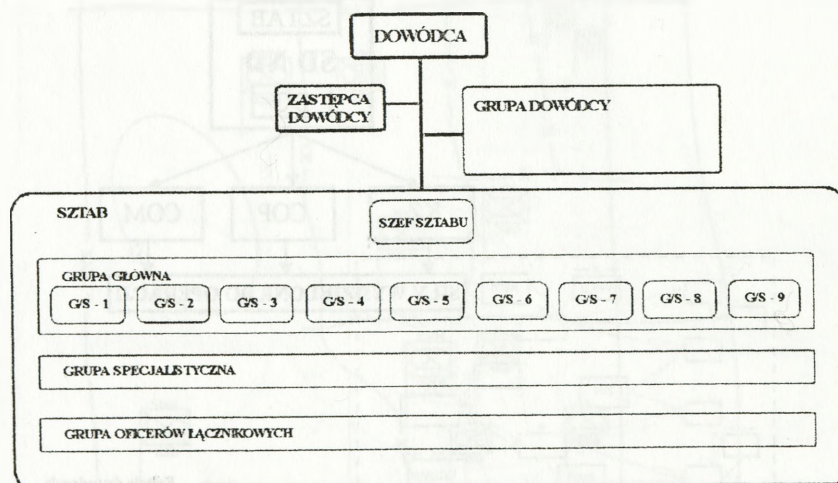 DOWÓDCA
ZASTĘPCA
DOWÓDCY
GRUPA DOWÓDCY
SZTAB
SZEF SZTABU
GRUPA GŁÓWNA
G/S - 1
G/S - 2
G/S - 3
G/S - 4
G/S - 5
G/S - 6
G/S - 7
G/S - 8
G/S - 9
GRUPA SPECJALISTYCZNA
GRUPA OFICERÓW ŁĄCZNIKOWYCH